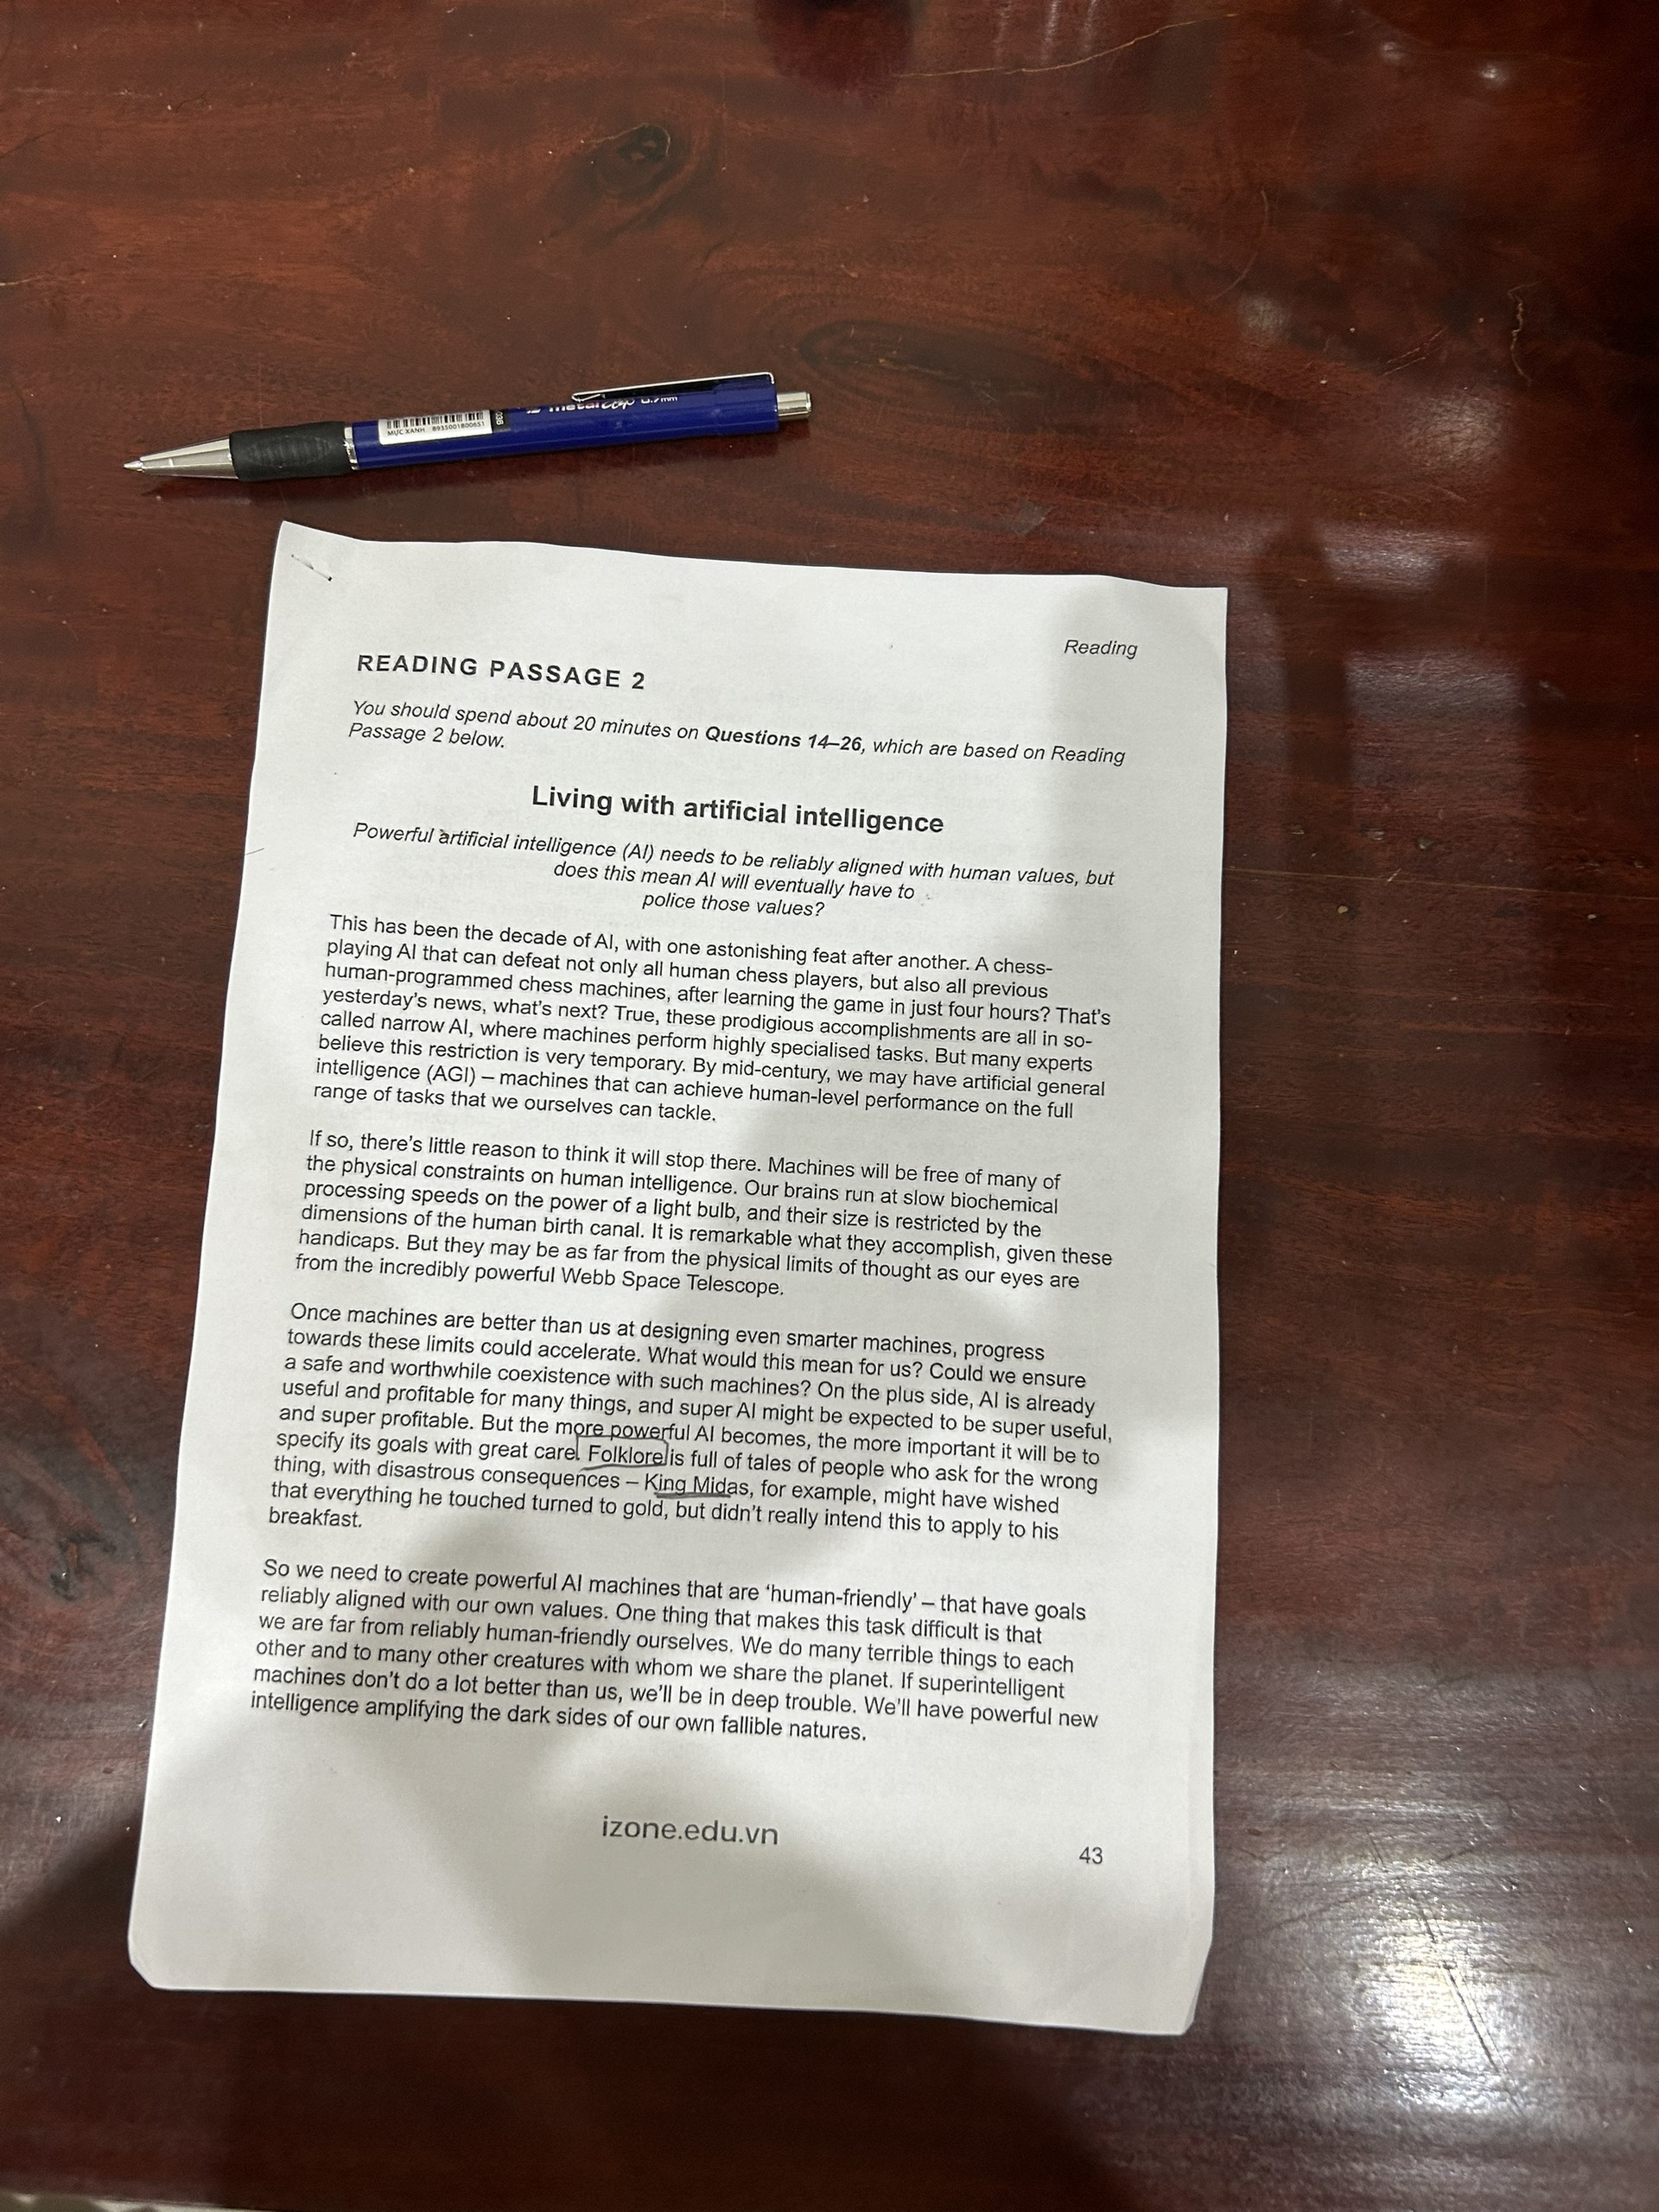 MỰC XANH 8935001800651
0.7mm
Reading
READING PASSAGE 2
You should spend about 20 minutes on Questions 14–26, which are based on Reading
Passage 2 below.
Living with artificial intelligence
Powerful artificial intelligence (AI) needs to be reliably aligned with human values, but
does this mean AI will eventually have to
police those values?
This has been the decade of AI, with one astonishing feat after another. A chess-
playing AI that can defeat not only all human chess players, but also all previous
human-programmed chess machines, after learning the game in just four hours? That's
yesterday's news, what's next? True, these prodigious accomplishments are all in so-
called narrow AI, where machines perform highly specialised tasks. But many experts
believe this restriction is very temporary. By mid-century, we may have artificial general
intelligence (AGI) – machines that can achieve human-level performance on the full
range of tasks that we ourselves can tackle.
If so, there's little reason to think it will stop there. Machines will be free of many of
the physical constraints on human intelligence. Our brains run at slow biochemical
processing speeds on the power of a light bulb, and their size is restricted by the
dimensions of the human birth canal. It is remarkable what they accomplish, given these
handicaps. But they may be as far from the physical limits of thought as our eyes are
from the incredibly powerful Webb Space Telescope.
Once machines are better than us at designing even smarter machines, progress
towards these limits could accelerate. What would this mean for us? Could we ensure
a safe and worthwhile coexistence with such machines? On the plus side, AI is already
useful and profitable for many things, and super AI might be expected to be super useful,
and super profitable. But the more powerful AI becomes, the more important it will be to
specify its goals with great care. Folklore is full of tales of people who ask for the wrong
thing, with disastrous consequences – King Midas, for example, might have wished
that everything he touched turned to gold, but didn't really intend this to apply to his
breakfast.
So we need to create powerful AI machines that are 'human-friendly' – that have goals
reliably aligned with our own values. One thing that makes this task difficult is that
we are far from reliably human-friendly ourselves. We do many terrible things to each
other and to many other creatures with whom we share the planet. If superintelligent
machines don't do a lot better than us, we'll be in deep trouble. We'll have powerful new
intelligence amplifying the dark sides of our own fallible natures.
izone.edu.vn
43